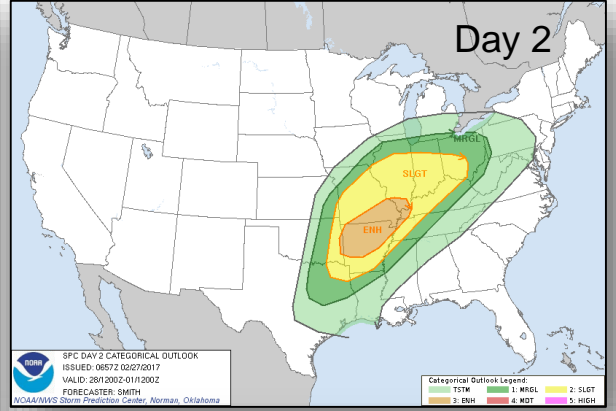 Day 2
MRGL
SLGT
ENH
NOAA
SPC DAY 2 CATEGORICAL OUTLOOK
ISSUED: 0657Z 02/27/2017
VALID: 28/1200Z-01/1200Z
FORECASTER: SMITH
NOAA/NWS Storm Prediction Center, Norman, Oklahoma
Categorical Outlook Legend:
TSTM 1: MRGL 2: SLGT
3: ENH 4: MDT 5: HIGH